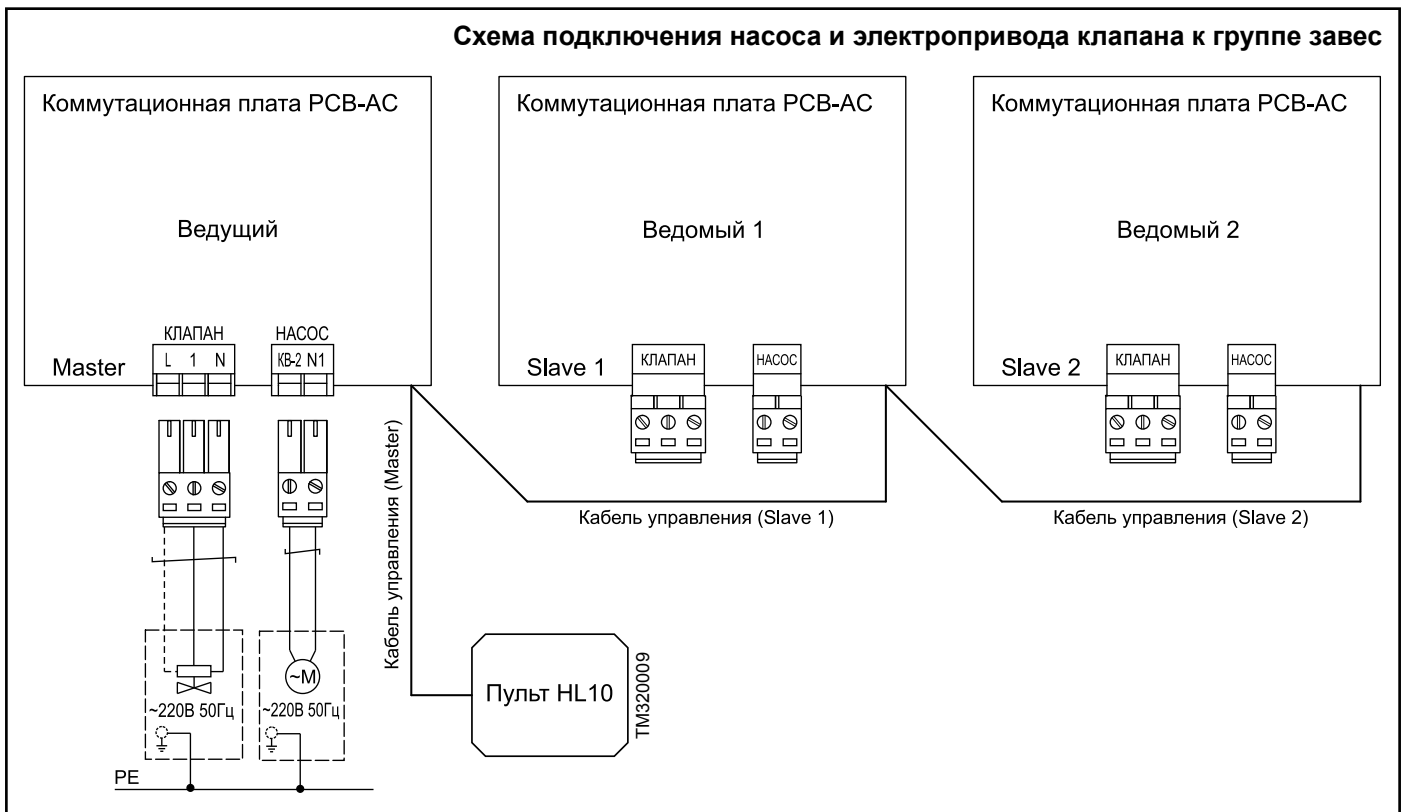 Схема подключения насоса и электропривода клапана к группе завес
Коммутационная плата PCB-AC
Ведущий
КЛАПАН
НАСОС
Master
L 1 N
КВ-2 N1
Коммутационная плата PCB-AC
Ведомый 1
Slave 1
КЛАПАН
НАСОС
Коммутационная плата PCB-AC
Ведомый 2
Slave 2
КЛАПАН
НАСОС
Кабель управления (Master)
Кабель управления (Slave 1)
Кабель управления (Slave 2)
~М
~220В 50Гц
~220В 50Гц
PE
Пульт HL10
TM320009